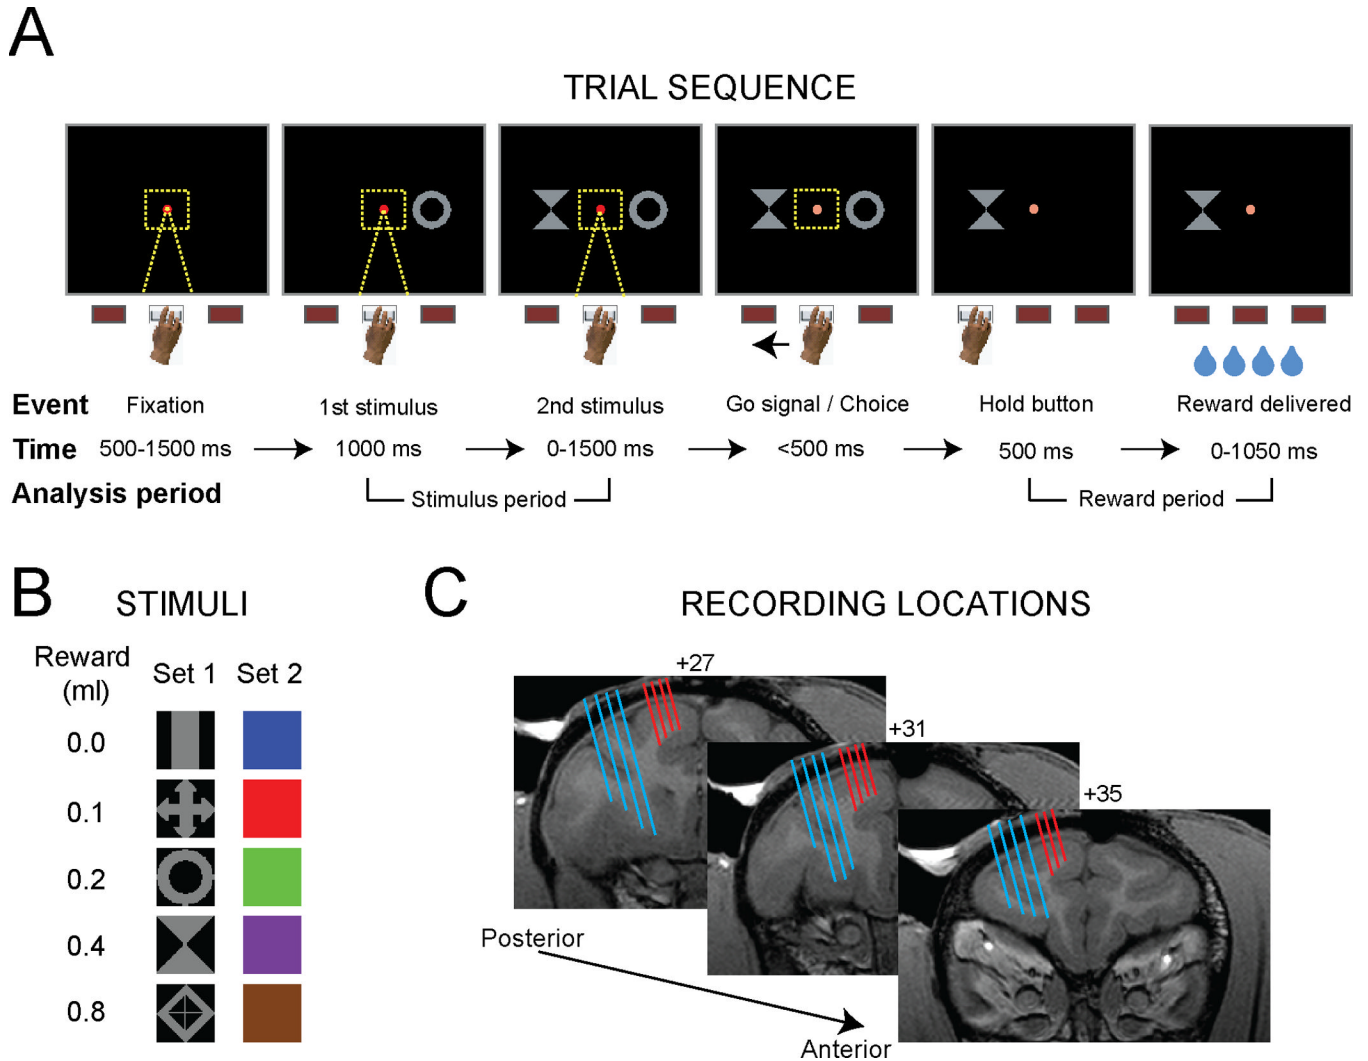 A
TRIAL SEQUENCE
Event Fixation 1st stimulus 2nd stimulus Go signal / Choice Hold button Reward delivered
Time 500-1500 ms 1000 ms 0-1500 ms <500 ms 500 ms 0-1050 ms
Analysis period Stimulus period Reward period
B
STIMULI
Reward (ml) Set 1 Set 2
0.0
0.1
0.2
0.4
0.8
C
RECORDING LOCATIONS
+27
+31
+35
Posterior
Anterior